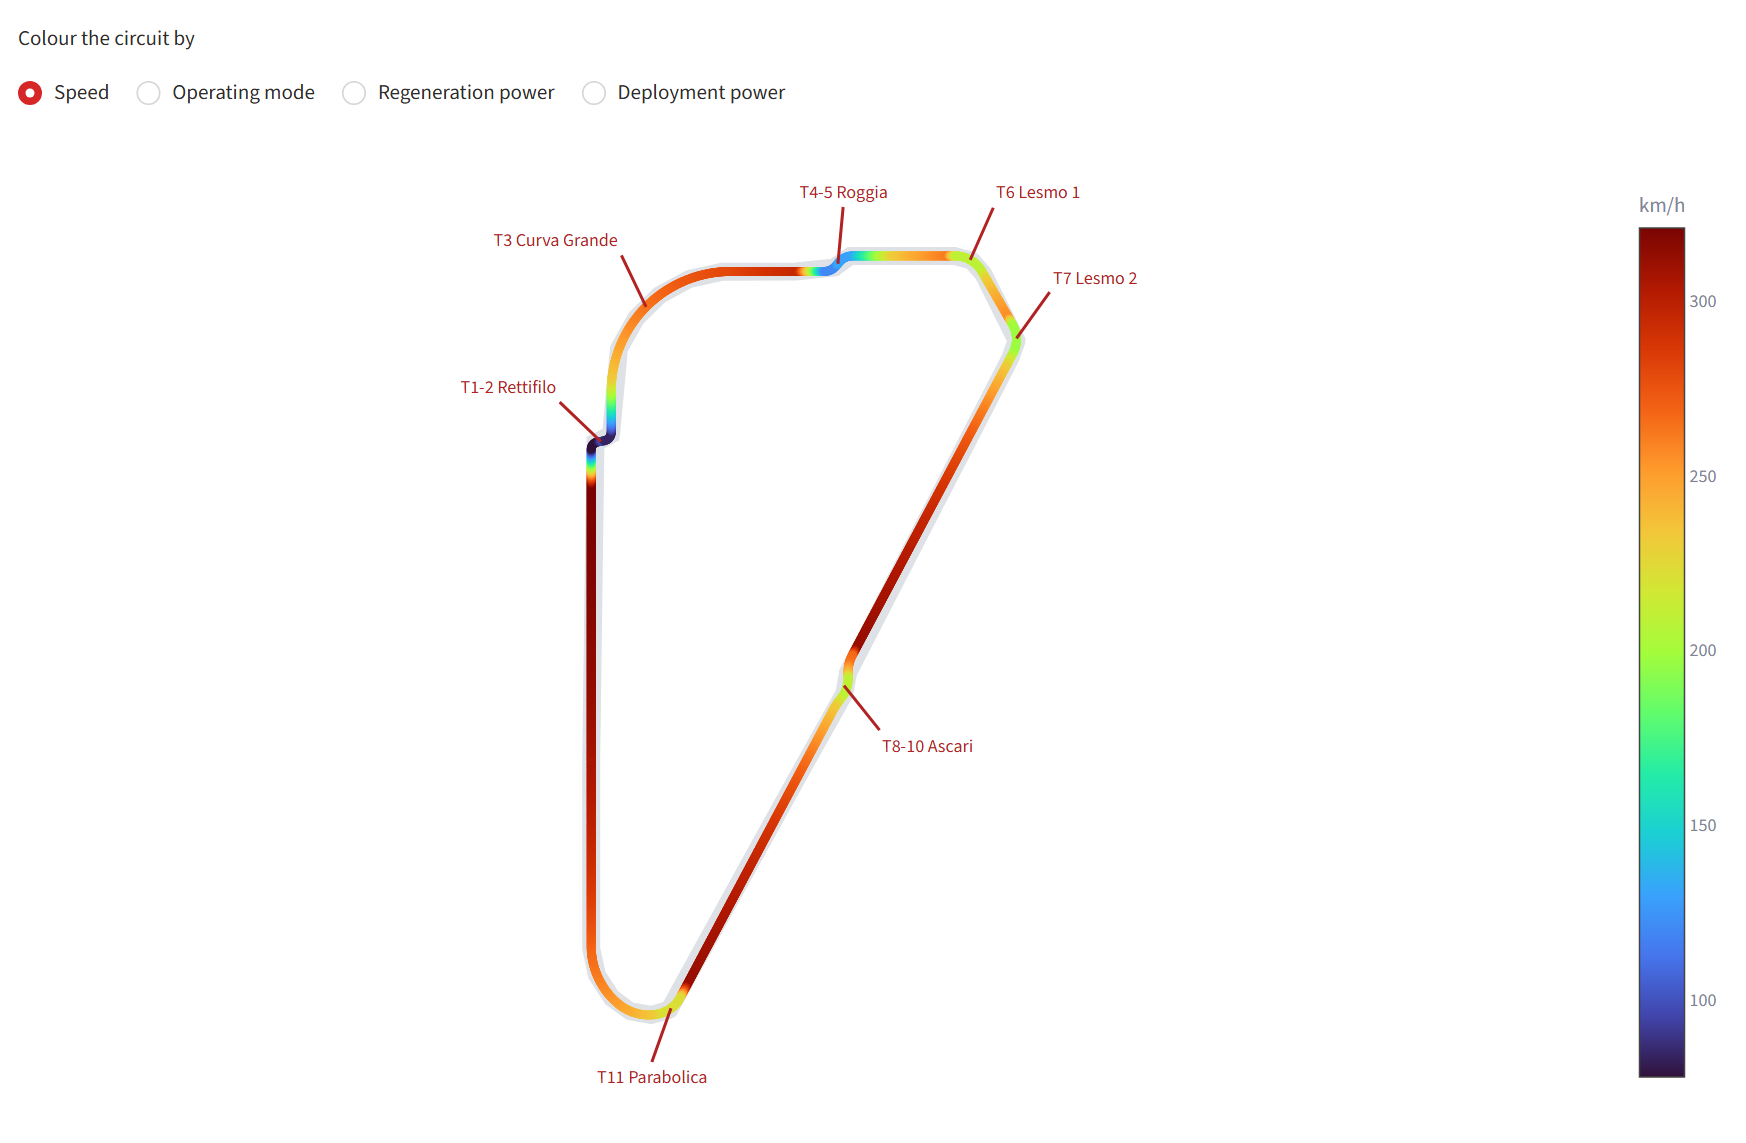 Colour the circuit by
Speed
Operating mode
Regeneration power
Deployment power
T4-5 Roggia
T6 Lesmo 1
km/h
T3 Curva Grande
T7 Lesmo 2
300
T1-2 Rettifilo
250
200
T8-10 Ascari
150
100
T11 Parabolica